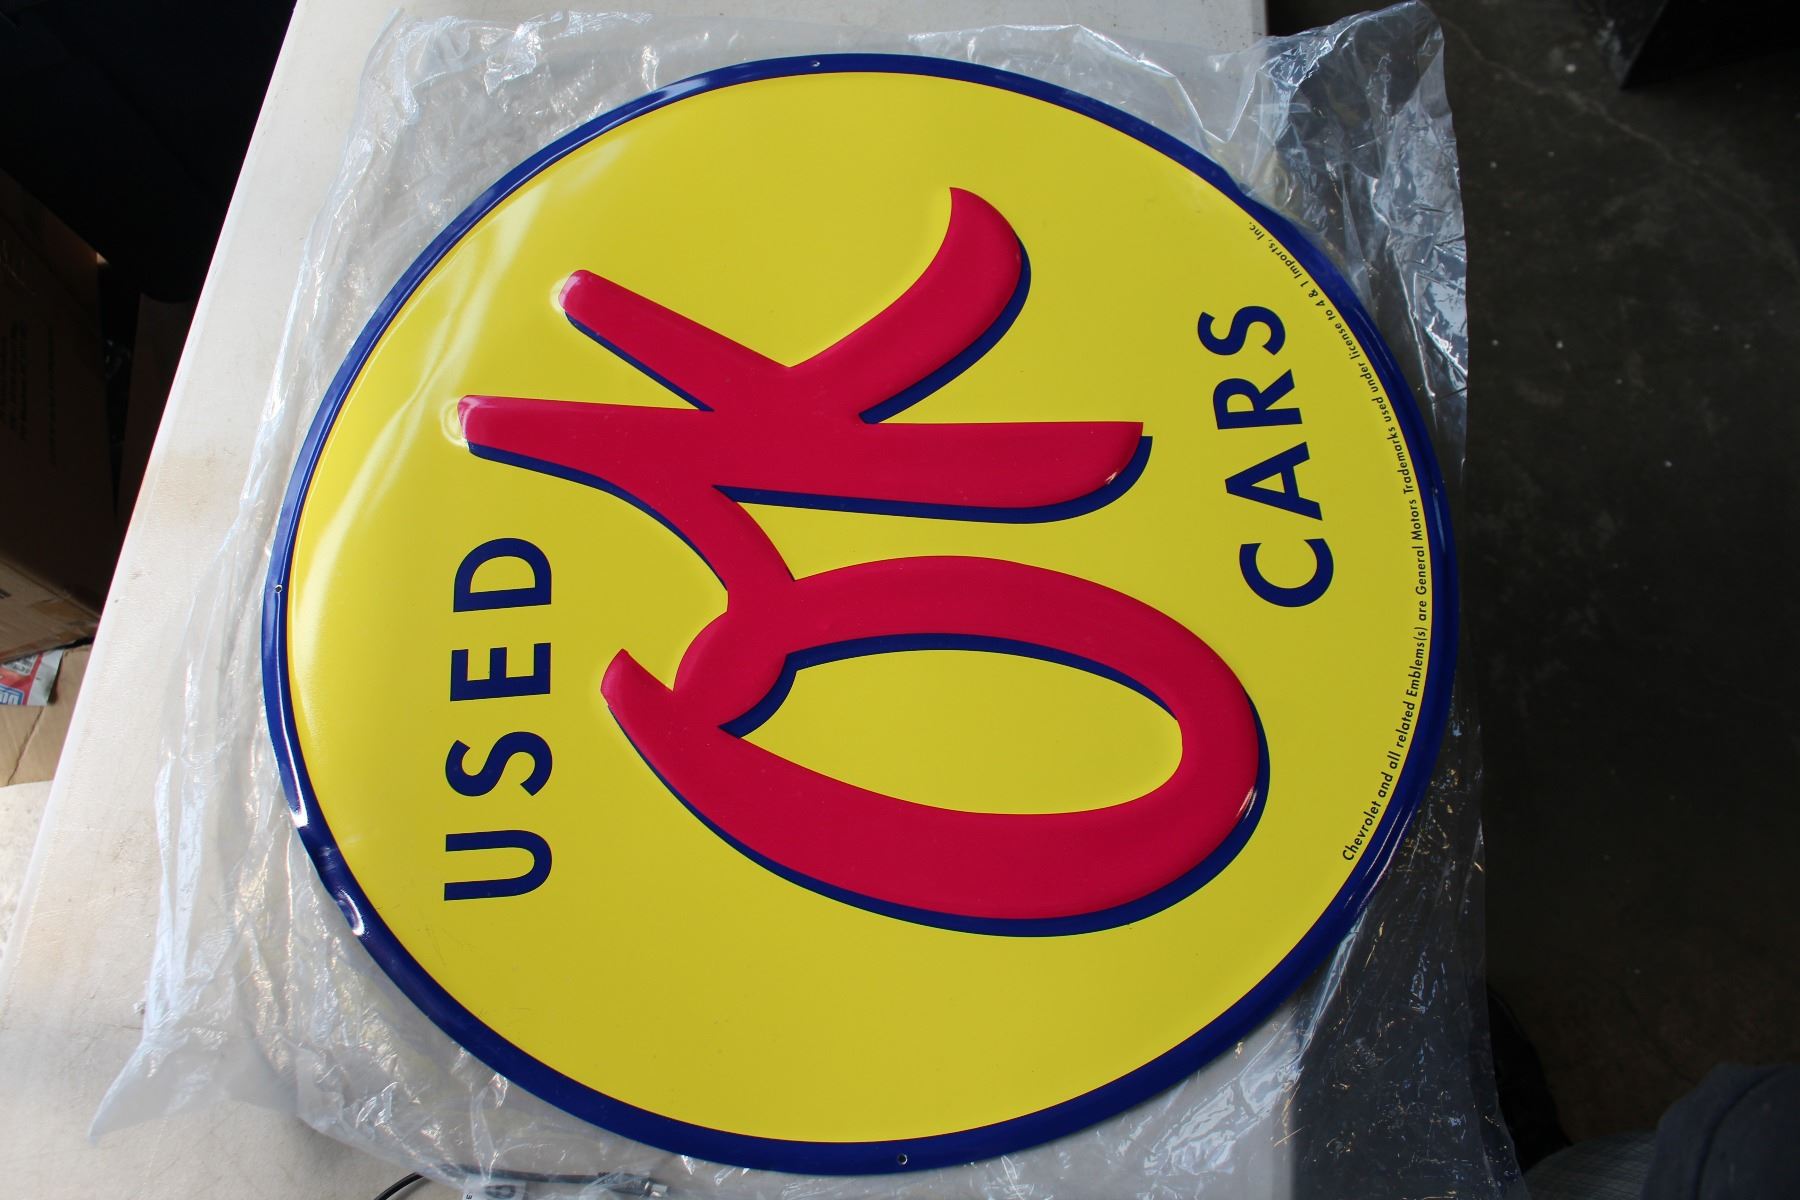 USED
OK
CARS
Chevrolet and all related Emblems(s) are General Motors Trademarks used under license to 4 & 1 Imports, Inc.